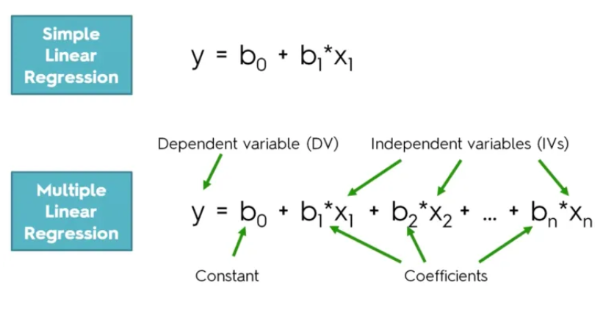 Simple
Linear
Regression
y = b₀ + b₁*x₁
Dependent variable (DV) Independent variables (IVs)
Multiple
Linear
Regression
y = b₀ + b₁*x₁ + b₂*x₂ + ... + bₙ*xₙ
Constant Coefficients